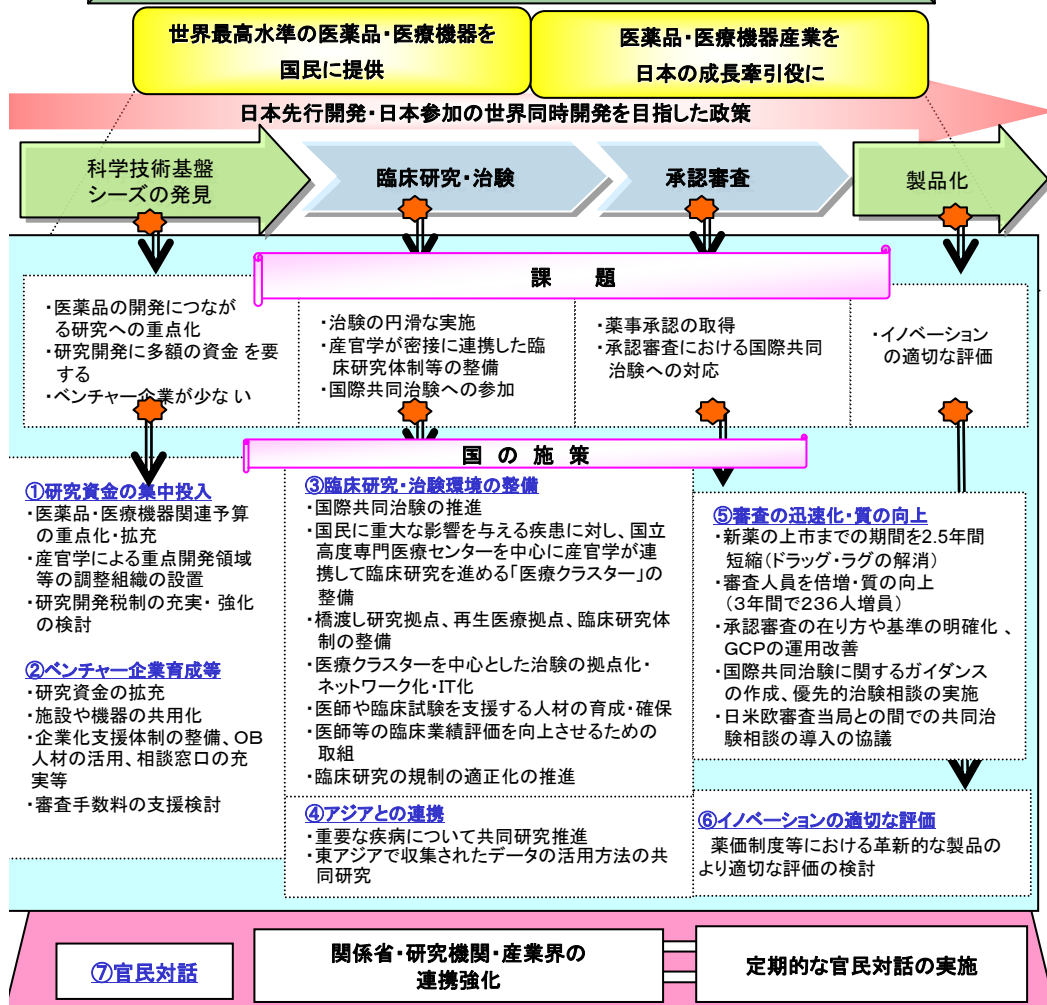 世界最高水準の医薬品・医療機器を
国民に提供
医薬品・医療機器産業を
日本の成長牽引役に
日本先行開発・日本参加の世界同時開発を目指した政策
科学技術基盤
シーズの発見
臨床研究・治験
承認審査
製品化
課　題
・医薬品の開発につなが
る研究への重点化
・研究開発に多額の資金 を要
する
・ベンチャー企業が少な い
・治験の円滑な実施
・産官学が密接に連携した臨
床研究体制等の整備
・国際共同治験への参加
・薬事承認の取得
・承認審査における国際共同
治験への対応
・イノベーション
の適切な評価
国 の 施 策
①研究資金の集中投入
・医薬品・医療機器関連予算
の重点化・拡充
・産官学による重点開発領域
等の調整組織の設置
・研究開発税制の充実・ 強化
の検討
②ベンチャー企業育成等
・研究資金の拡充
・施設や機器の共用化
・企業化支援体制の整備、OB
人材の活用、相談窓口の充
実等
・審査手数料の支援検討
③臨床研究・治験環境の整備
・国際共同治験の推進
・国民に重大な影響を与える疾患に対し、国立
高度専門医療センターを中心に産官学が連
携して臨床研究を進める「医療クラスター」の
整備
・橋渡し研究拠点、再生医療拠点、臨床研究体
制の整備
・医療クラスターを中心とした治験の拠点化・
ネットワーク化・IT化
・医師や臨床試験を支援する人材の育成・確保
・医師等の臨床業績評価を向上させるための
取組
・臨床研究の規制の適正化の推進
④アジアとの連携
・重要な疾病について共同研究推進
・東アジアで収集されたデータの活用方法の共
同研究
⑤審査の迅速化・質の向上
・新薬の上市までの期間を2.5年間
短縮(ドラッグ・ラグの解消)
・審査人員を倍増・質の向上
(3年間で236人増員)
・承認審査の在り方や基準の明確化 、
GCPの運用改善
・国際共同治験に関するガイダンス
の作成、優先的治験相談の実施
・日米欧審査当局との間での共同治
験相談の導入の協議
⑥イノベーションの適切な評価
薬価制度等における革新的な製品の
より適切な評価の検討
⑦官民対話
関係省・研究機関・産業界の
連携強化
定期的な官民対話の実施